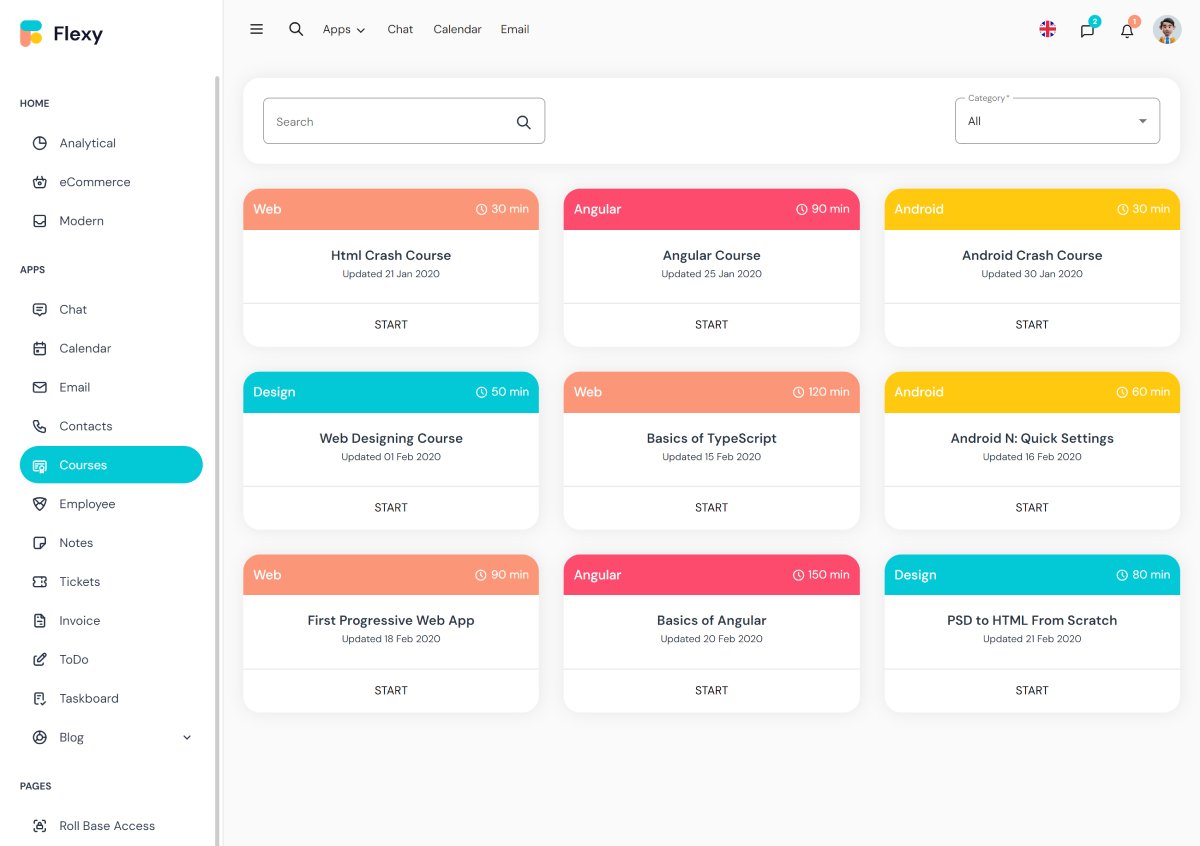 Flexy
HOME
Analytical
eCommerce
Modern
APPS
Chat
Calendar
Email
Contacts
Courses
Employee
Notes
Tickets
Invoice
ToDo
Taskboard
Blog
PAGES
Roll Base Access
Apps Chat Calendar Email
2
1
Search
Category*
All
Web 30 min
Html Crash Course
Updated 21 Jan 2020
START
Angular 90 min
Angular Course
Updated 25 Jan 2020
START
Android 30 min
Android Crash Course
Updated 30 Jan 2020
START
Design 50 min
Web Designing Course
Updated 01 Feb 2020
START
Web 120 min
Basics of TypeScript
Updated 15 Feb 2020
START
Android 60 min
Android N: Quick Settings
Updated 16 Feb 2020
START
Web 90 min
First Progressive Web App
Updated 18 Feb 2020
START
Angular 150 min
Basics of Angular
Updated 20 Feb 2020
START
Design 80 min
PSD to HTML From Scratch
Updated 21 Feb 2020
START